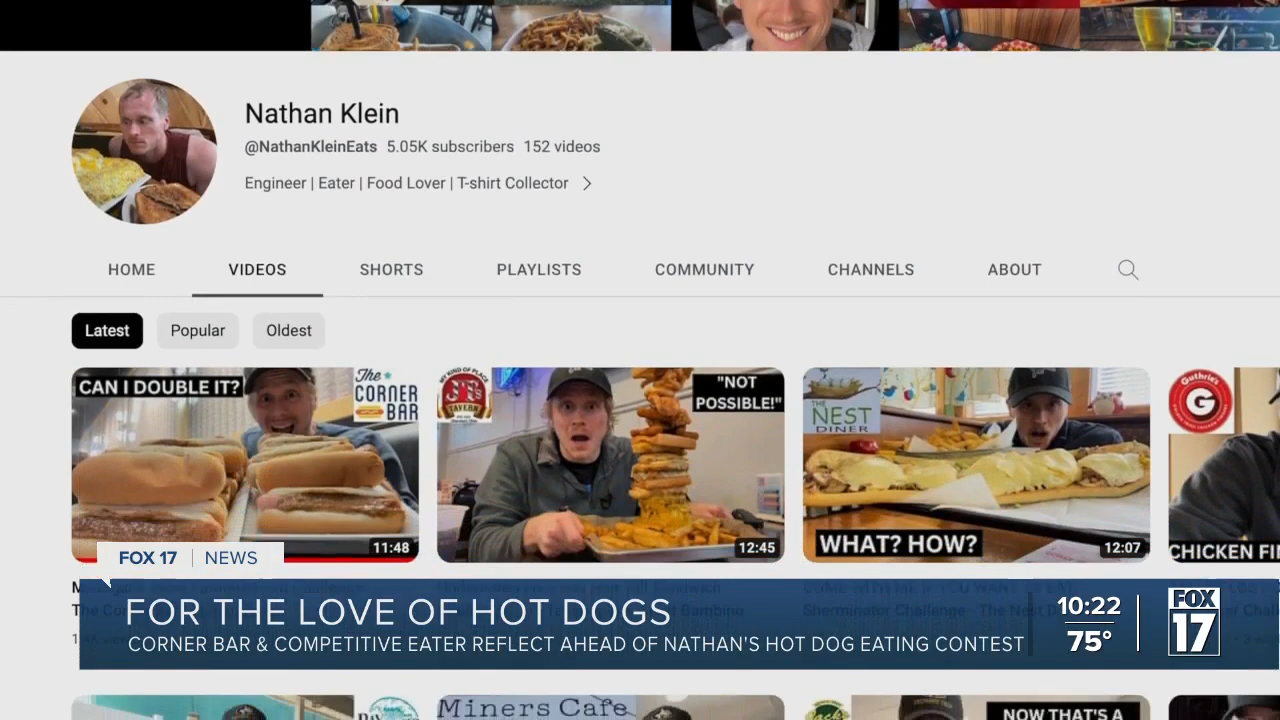 Nathan Klein
@NathanKleinEats 5.05K subscribers 152 videos
Engineer | Eater | Food Lover | T-shirt Collector
HOME VIDEOS SHORTS PLAYLISTS COMMUNITY CHANNELS ABOUT
Latest Popular Oldest
CAN I DOUBLE IT?
The
CORNER
BAR
11:48
MY KIND OF PLACE
J&J's
TAVERN
"NOT
POSSIBLE!"
12:45
THE
NEST
DINER
WHAT? HOW?
12:07
Guthrie's
G
CHICKEN FI
FOX 17 | NEWS
FOR THE LOVE OF HOT DOGS
CORNER BAR & COMPETITIVE EATER REFLECT AHEAD OF NATHAN'S HOT DOG EATING CONTEST
10:22
75°
FOX
17
Miners Cafe
NOW THAT'S A